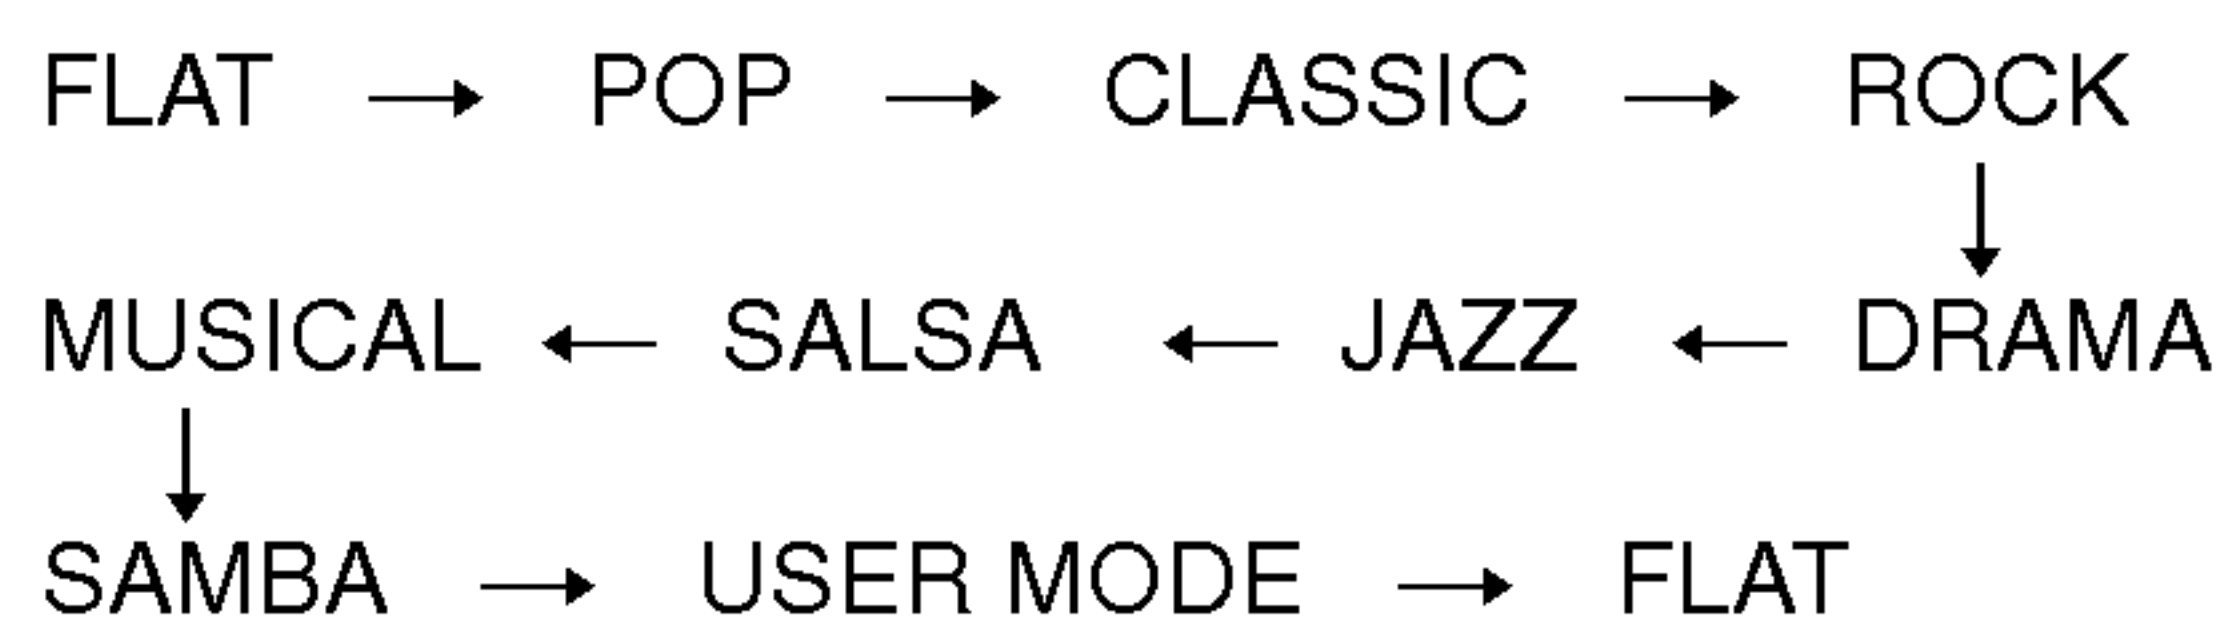 FLAT → POP → CLASSIC → ROCK
MUSICAL ← SALSA ← JAZZ ← DRAMA
SAMBA → USER MODE → FLAT